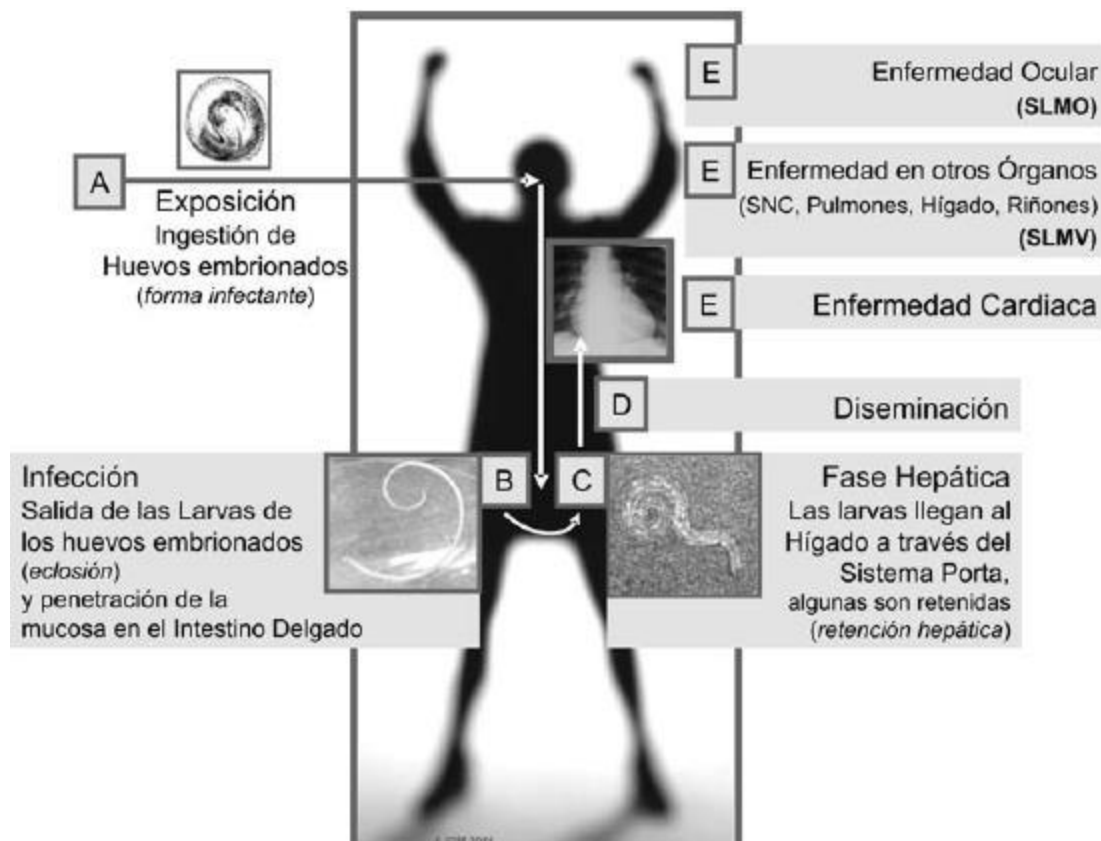 A
Exposición
Ingestión de
Huevos embrionados
(forma infectante)
E
Enfermedad Ocular
(SLMO)
E
Enfermedad en otros Órganos
(SNC, Pulmones, Hígado, Riñones)
(SLMV)
E
Enfermedad Cardiaca
D
Diseminación
Infección
Salida de las Larvas de
los huevos embrionados
(eclosión)
y penetración de la
mucosa en el Intestino Delgado
B
C
Fase Hepática
Las larvas llegan al
Hígado a través del
Sistema Porta,
algunas son retenidas
(retención hepática)